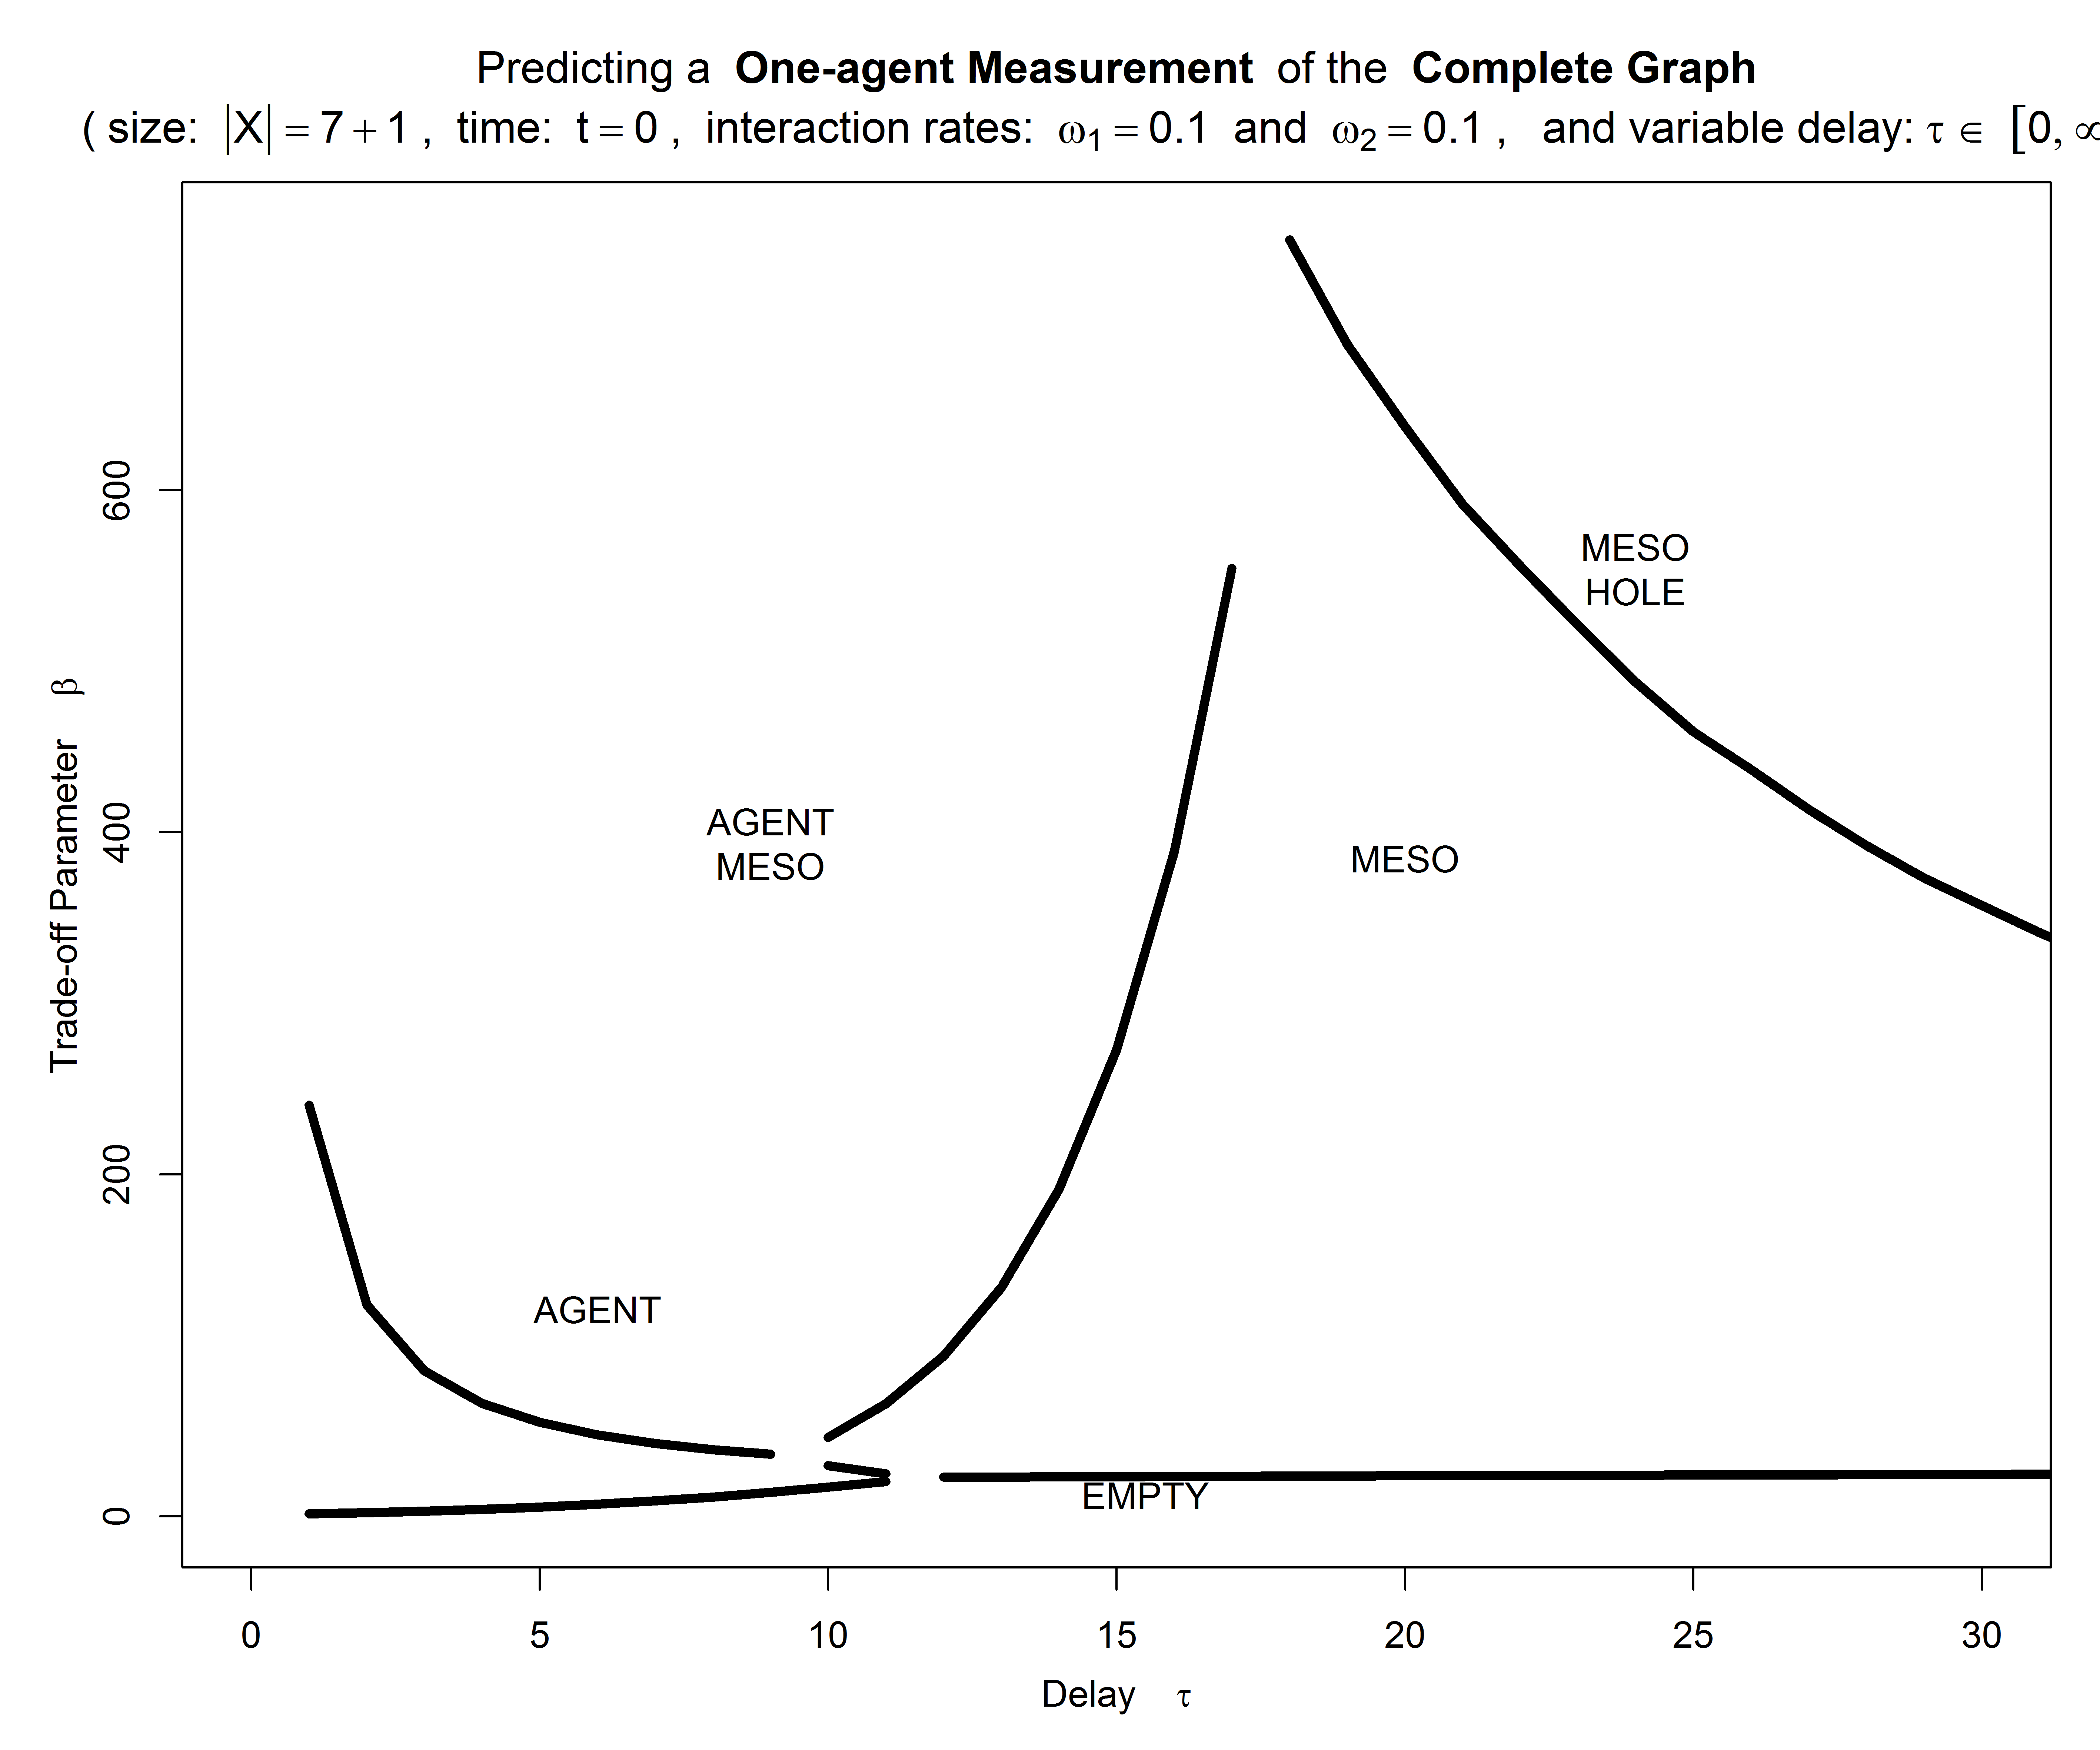 Predicting a One-agent Measurement of the Complete Graph
( size: |X| = 7 + 1 , time: t = 0 , interaction rates: ω1 = 0.1 and ω2 = 0.1 , and variable delay: τ ∈ [0, ∞
MESO
HOLE
AGENT
MESO
MESO
AGENT
EMPTY
Trade-off Parameter β
600
400
200
0
0 5 10 15 20 25 30
Delay τ